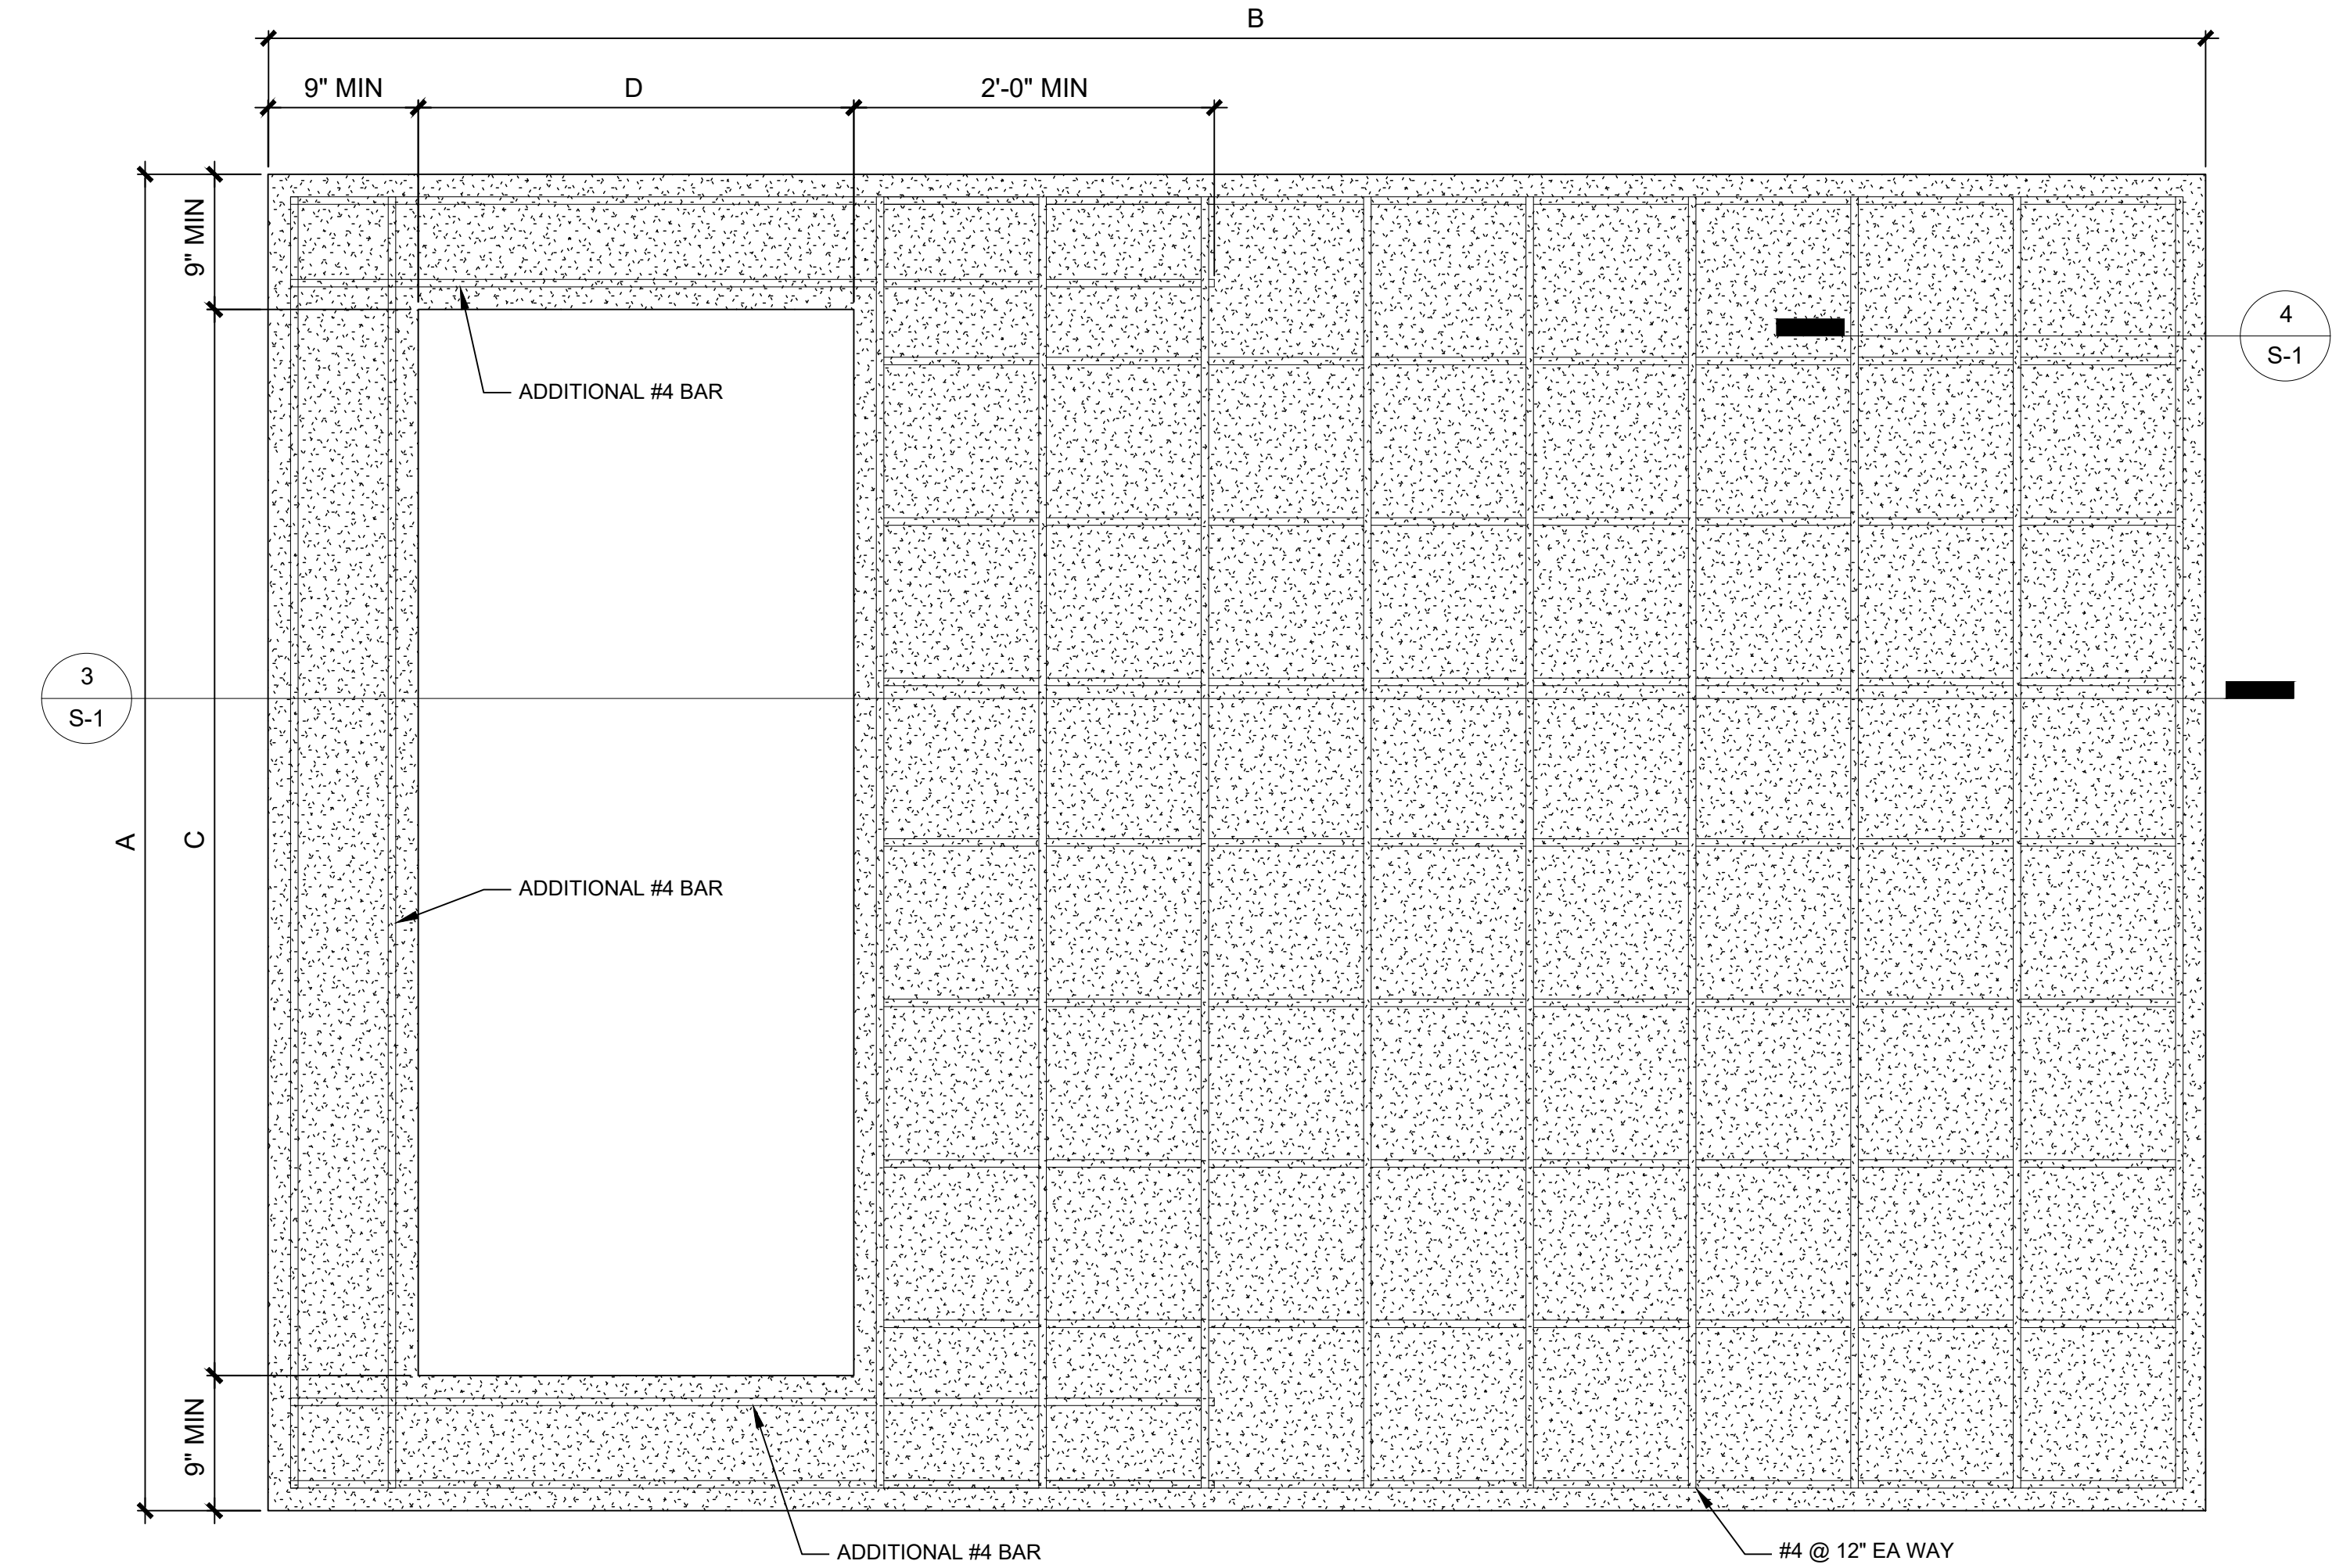 B
9" MIN
D
2'-0" MIN
9" MIN
4
S-1
ADDITIONAL #4 BAR
3
S-1
A
C
ADDITIONAL #4 BAR
9" MIN
ADDITIONAL #4 BAR
#4 @ 12" EA WAY